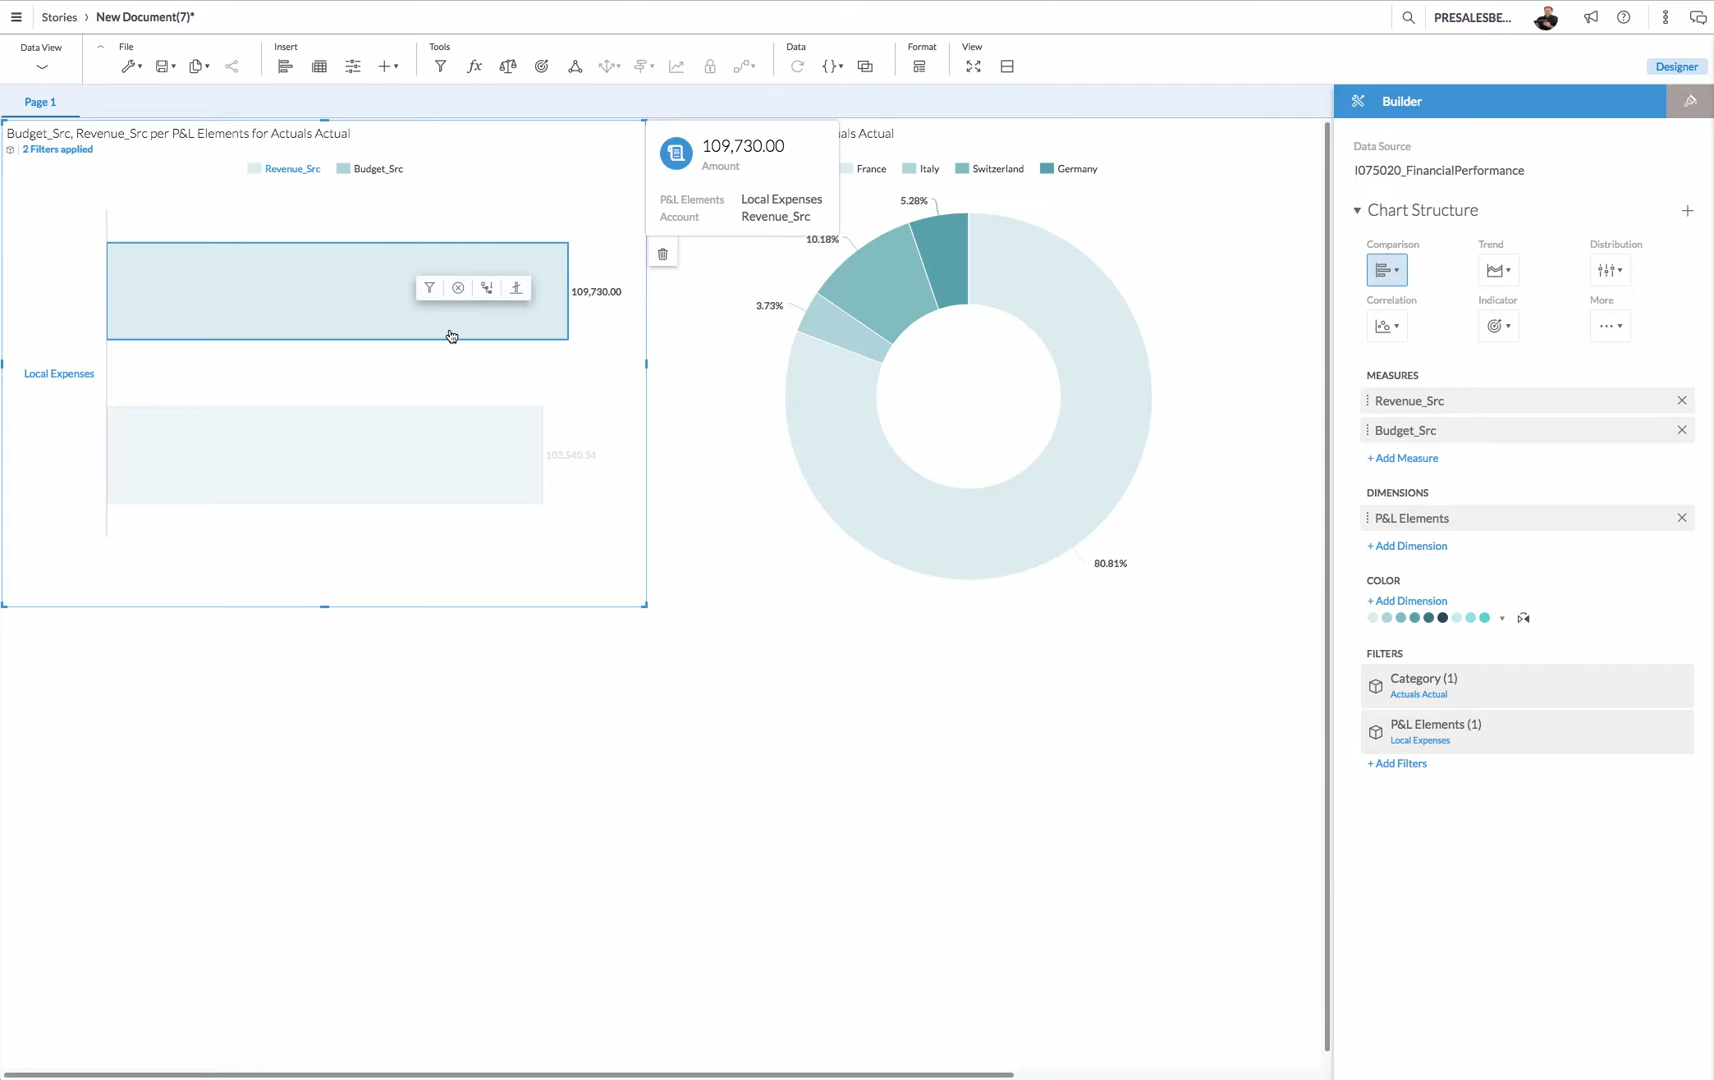 Stories › New Document(7)*
PRESALESBE...
Data View
File
Insert
Tools
Data
Format
View
Designer
Page 1
Budget_Src, Revenue_Src per P&L Elements for Actuals Actual
2 Filters applied
Revenue_Src
Budget_Src
109,730.00
Local Expenses
103,540.34
109,730.00
Amount
P&L Elements Local Expenses
Account Revenue_Src
Actual
France
Italy
Switzerland
Germany
5.28%
10.18%
3.73%
80.81%
Builder
Data Source
I075020_FinancialPerformance
Chart Structure
Comparison
Trend
Distribution
Correlation
Indicator
More
MEASURES
Revenue_Src
Budget_Src
+ Add Measure
DIMENSIONS
P&L Elements
+ Add Dimension
COLOR
+ Add Dimension
FILTERS
Category (1)
Actuals Actual
P&L Elements (1)
Local Expenses
+ Add Filters